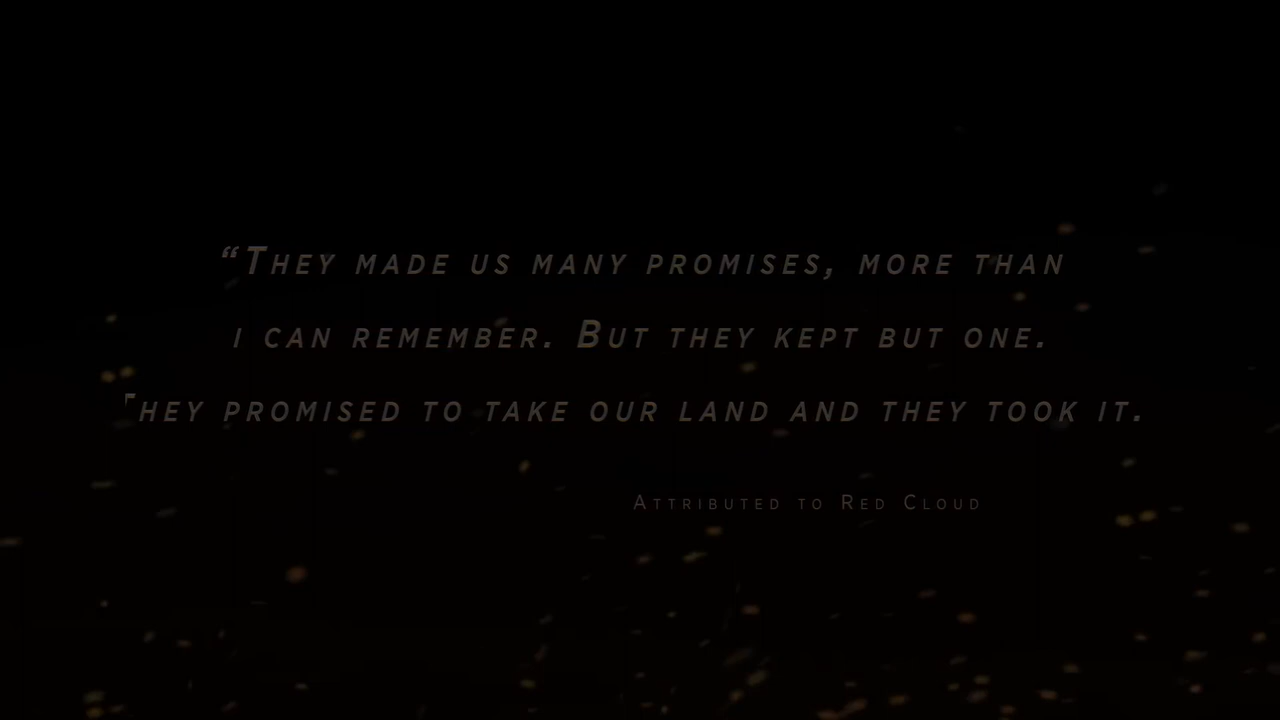 “They made us many promises, more than
I can remember. But they kept but one.
They promised to take our land and they took it.
Attributed to Red Cloud